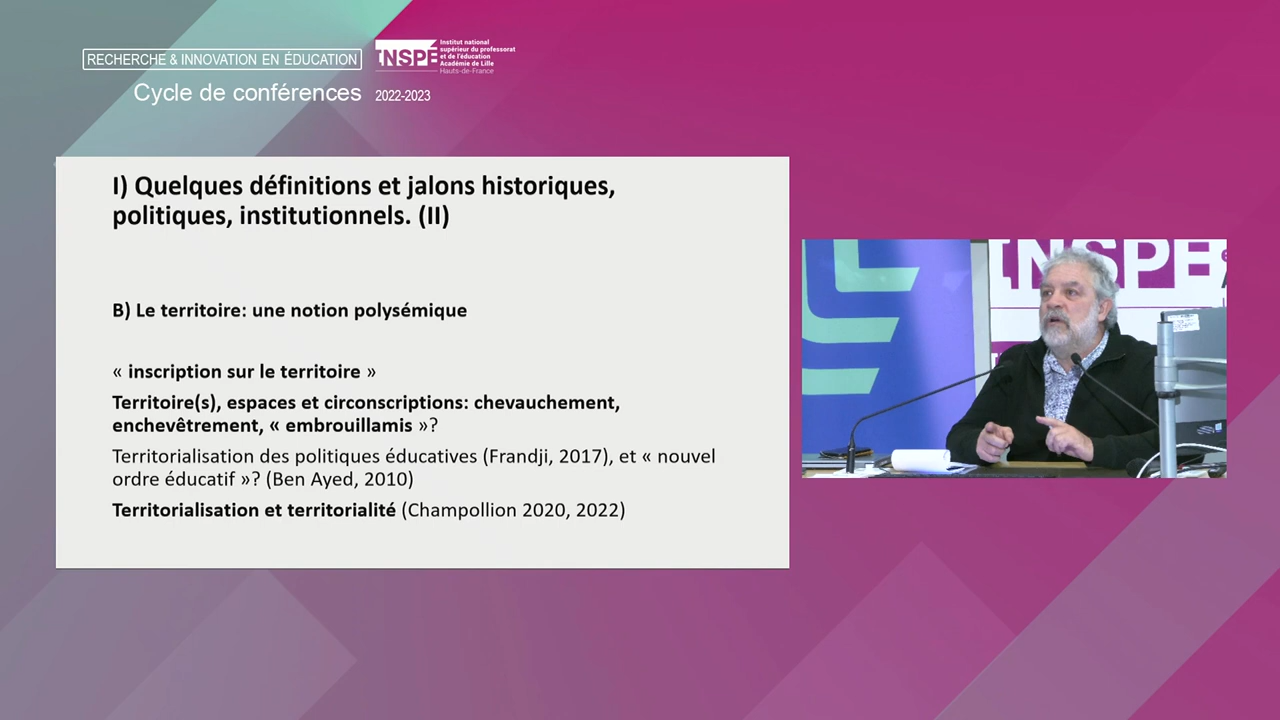 RECHERCHE & INNOVATION EN ÉDUCATION
Cycle de conférences
INSPÉ
Institut national
supérieur du professorat
et de l'éducation
Académie de Lille
Hauts-de-France
2022-2023
I) Quelques définitions et jalons historiques,
politiques, institutionnels. (II)
B) Le territoire: une notion polysémique
« inscription sur le territoire »
Territoire(s), espaces et circonscriptions: chevauchement,
enchevêtrement, « embrouillamis »?
Territorialisation des politiques éducatives (Frandji, 2017), et « nouvel
ordre éducatif »? (Ben Ayed, 2010)
Territorialisation et territorialité (Champollion 2020, 2022)
INSPÉ